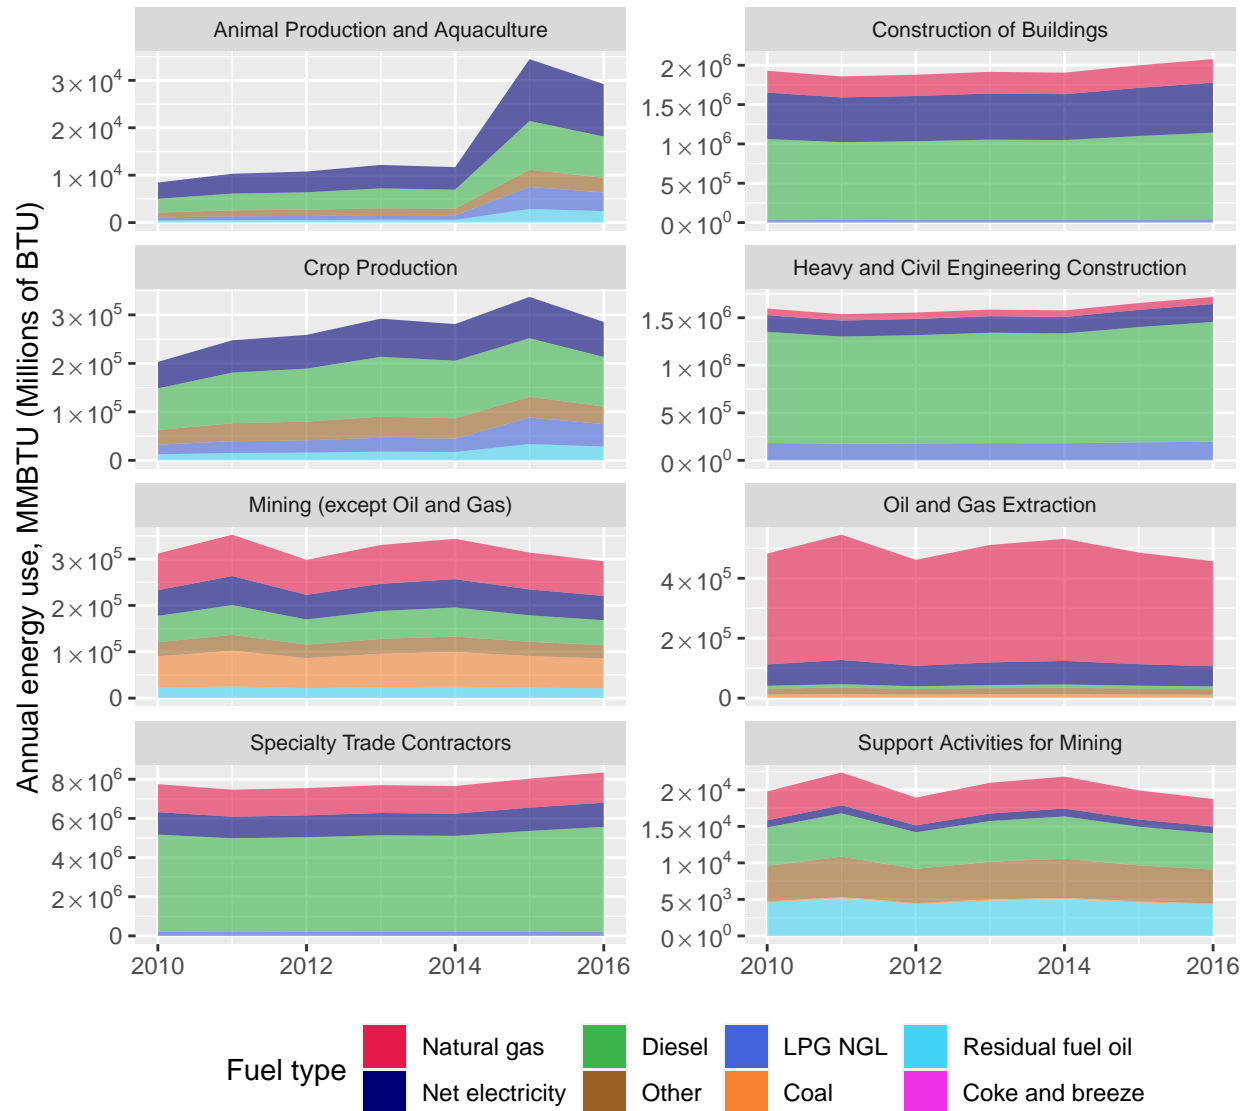 Animal Production and Aquaculture
Construction of Buildings
3×10⁴
2×10⁴
1×10⁴
0
2×10⁶
1.5×10⁶
1×10⁶
5×10⁵
0×10⁰
Crop Production
Heavy and Civil Engineering Construction
3×10⁵
2×10⁵
1×10⁵
0
1.5×10⁶
1×10⁶
5×10⁵
0×10⁰
Annual energy use, MMBTU (Millions of BTU)
Mining (except Oil and Gas)
Oil and Gas Extraction
3×10⁵
2×10⁵
1×10⁵
0
4×10⁵
2×10⁵
0
Specialty Trade Contractors
Support Activities for Mining
8×10⁶
6×10⁶
4×10⁶
2×10⁶
0
2×10⁴
1.5×10⁴
1×10⁴
5×10³
0×10⁰
2010 2012 2014 2016
2010 2012 2014 2016
Fuel type
Natural gas Diesel LPG NGL Residual fuel oil
Net electricity Other Coal Coke and breeze